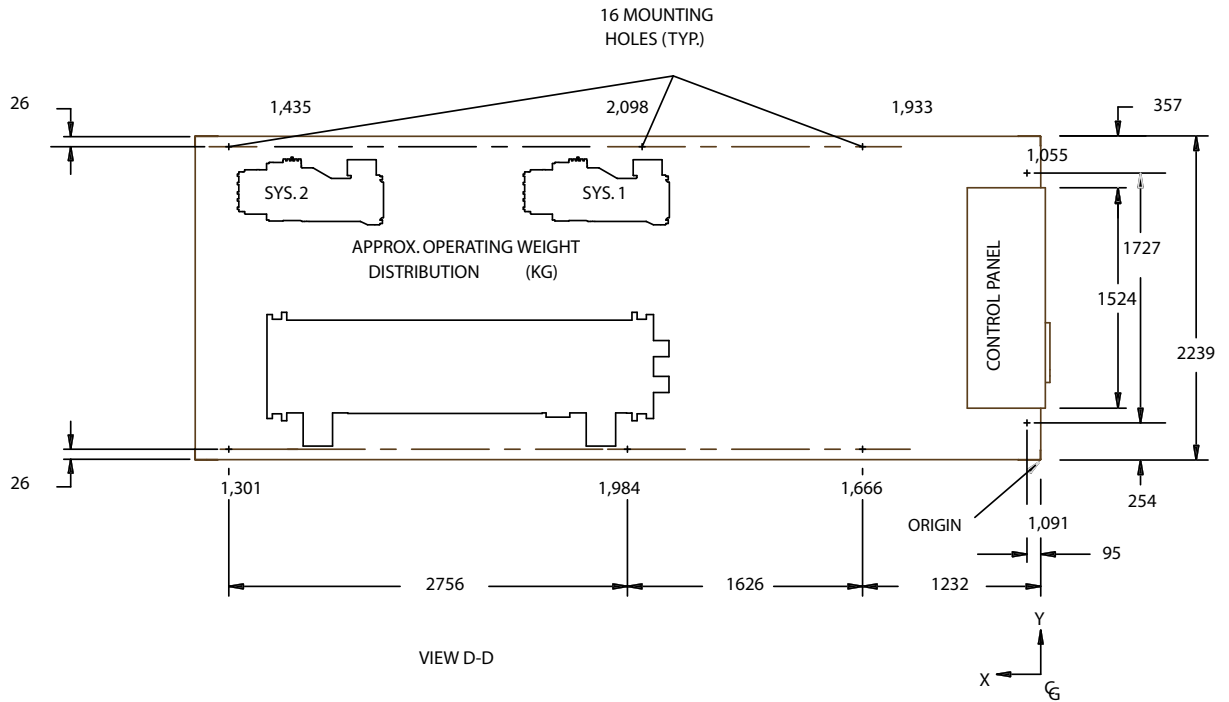 16 MOUNTING
HOLES (TYP.)
26
1,435
2,098
1,933
357
1,055
SYS. 2
SYS. 1
APPROX. OPERATING WEIGHT
DISTRIBUTION (KG)
CONTROL PANEL
1727
1524
2239
26
1,301
1,984
1,666
ORIGIN
1,091
254
95
2756
1626
1232
Y
VIEW D-D
X
CG